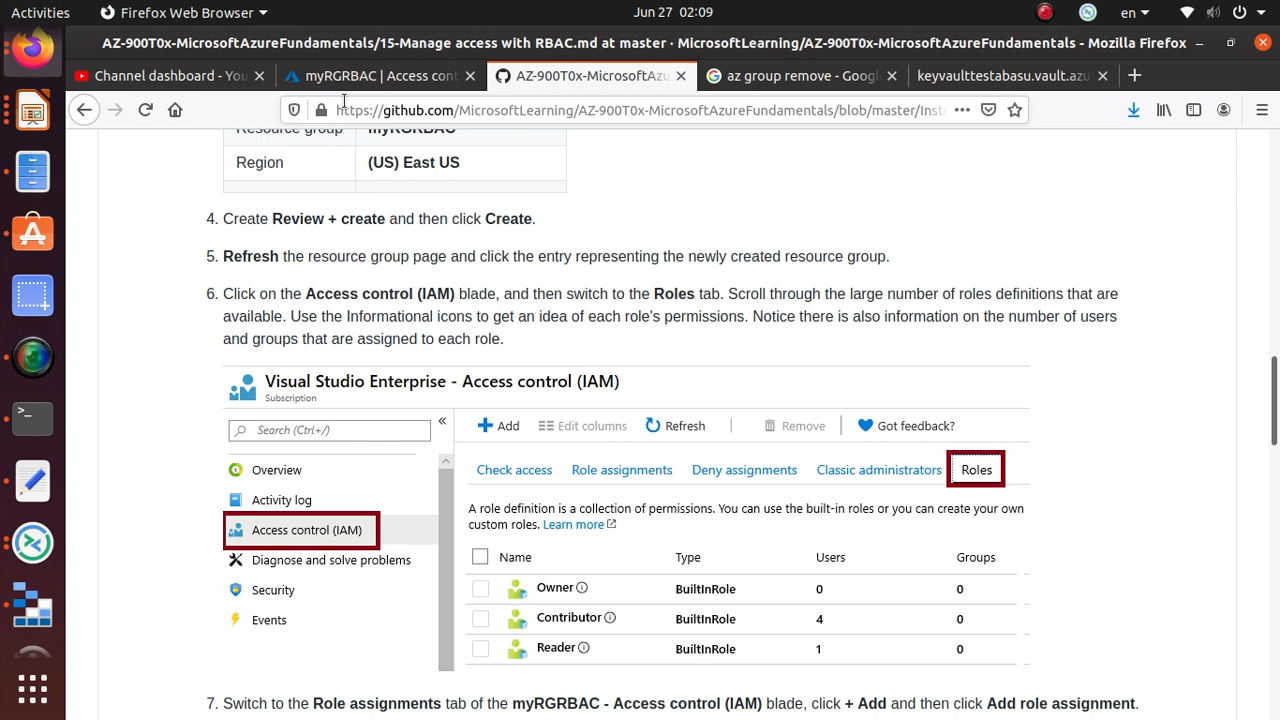 Activities
Firefox Web Browser
Jun 27 02:09
en
AZ-900T0x-MicrosoftAzureFundamentals/15-Manage access with RBAC.md at master · MicrosoftLearning/AZ-900T0x-MicrosoftAzureFundamentals - Mozilla Firefox
Channel dashboard - You
myRGRBAC | Access cont
AZ-900T0x-MicrosoftAzu
az group remove - Google
keyvaulttestabasu.vault.azu
https://github.com/MicrosoftLearning/AZ-900T0x-MicrosoftAzureFundamentals/blob/master/Inst
Resource group myRGRBAC
Region (US) East US
4. Create Review + create and then click Create.
5. Refresh the resource group page and click the entry representing the newly created resource group.
6. Click on the Access control (IAM) blade, and then switch to the Roles tab. Scroll through the large number of roles definitions that are
available. Use the Informational icons to get an idea of each role's permissions. Notice there is also information on the number of users
and groups that are assigned to each role.
Visual Studio Enterprise - Access control (IAM)
Subscription
Search (Ctrl+/)
Overview
Activity log
Access control (IAM)
Diagnose and solve problems
Security
Events
Add Edit columns Refresh Remove Got feedback?
Check access Role assignments Deny assignments Classic administrators Roles
A role definition is a collection of permissions. You can use the built-in roles or you can create your own
custom roles. Learn more
Name Type Users Groups
Owner BuiltInRole 0 0
Contributor BuiltInRole 4 0
Reader BuiltInRole 1 0
7. Switch to the Role assignments tab of the myRGRBAC - Access control (IAM) blade, click + Add and then click Add role assignment.